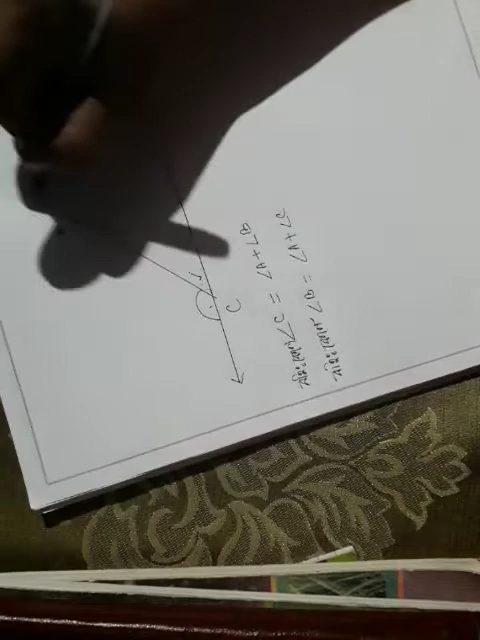 C
বহিঃকোণ ∠C = ∠A + ∠B
বহিঃকোণ ∠B = ∠A + ∠C